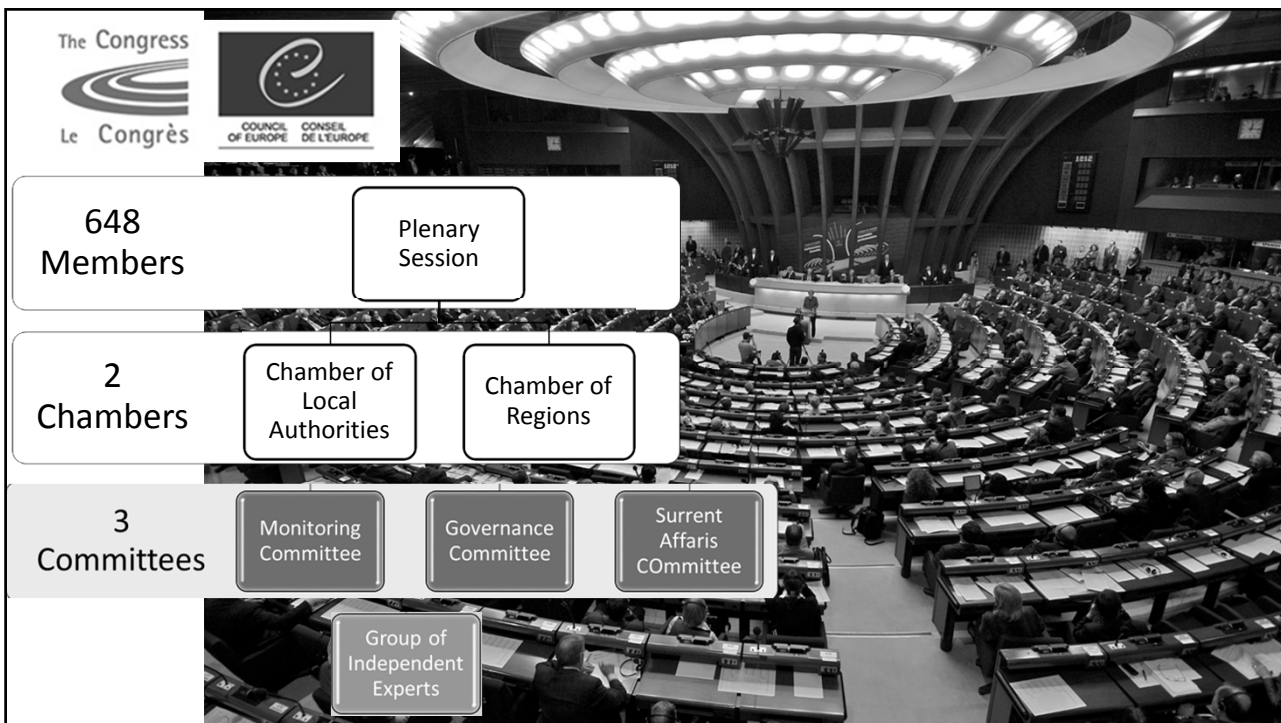 The Congress
Le Congrès
COUNCIL OF EUROPE
CONSEIL DE L'EUROPE
648
Members
Plenary
Session
2
Chambers
Chamber of
Local
Authorities
Chamber of
Regions
3
Committees
Monitoring
Committee
Governance
Committee
Surrent
Affaris
COmmittee
Group of
Independent
Experts